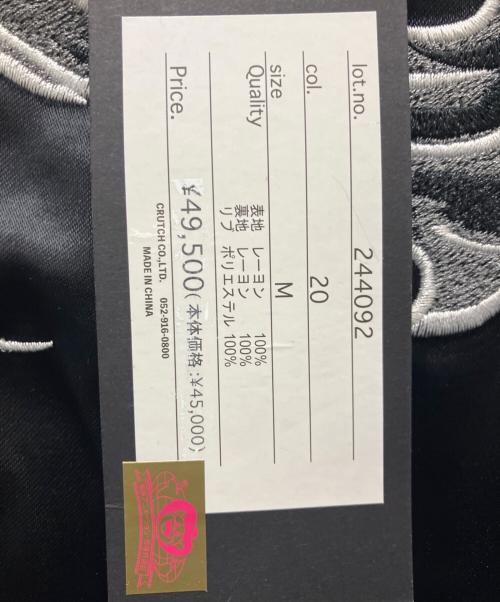 lot.no. 244092
col. 20
size M
Quality 表地 レーヨン 100%
裏地 レーヨン 100%
リブ ポリエステル 100%
Price. ¥49,500(本体価格:¥45,000)
CRUTCH CO.,LTD. 052-916-0800
MADE IN CHINA